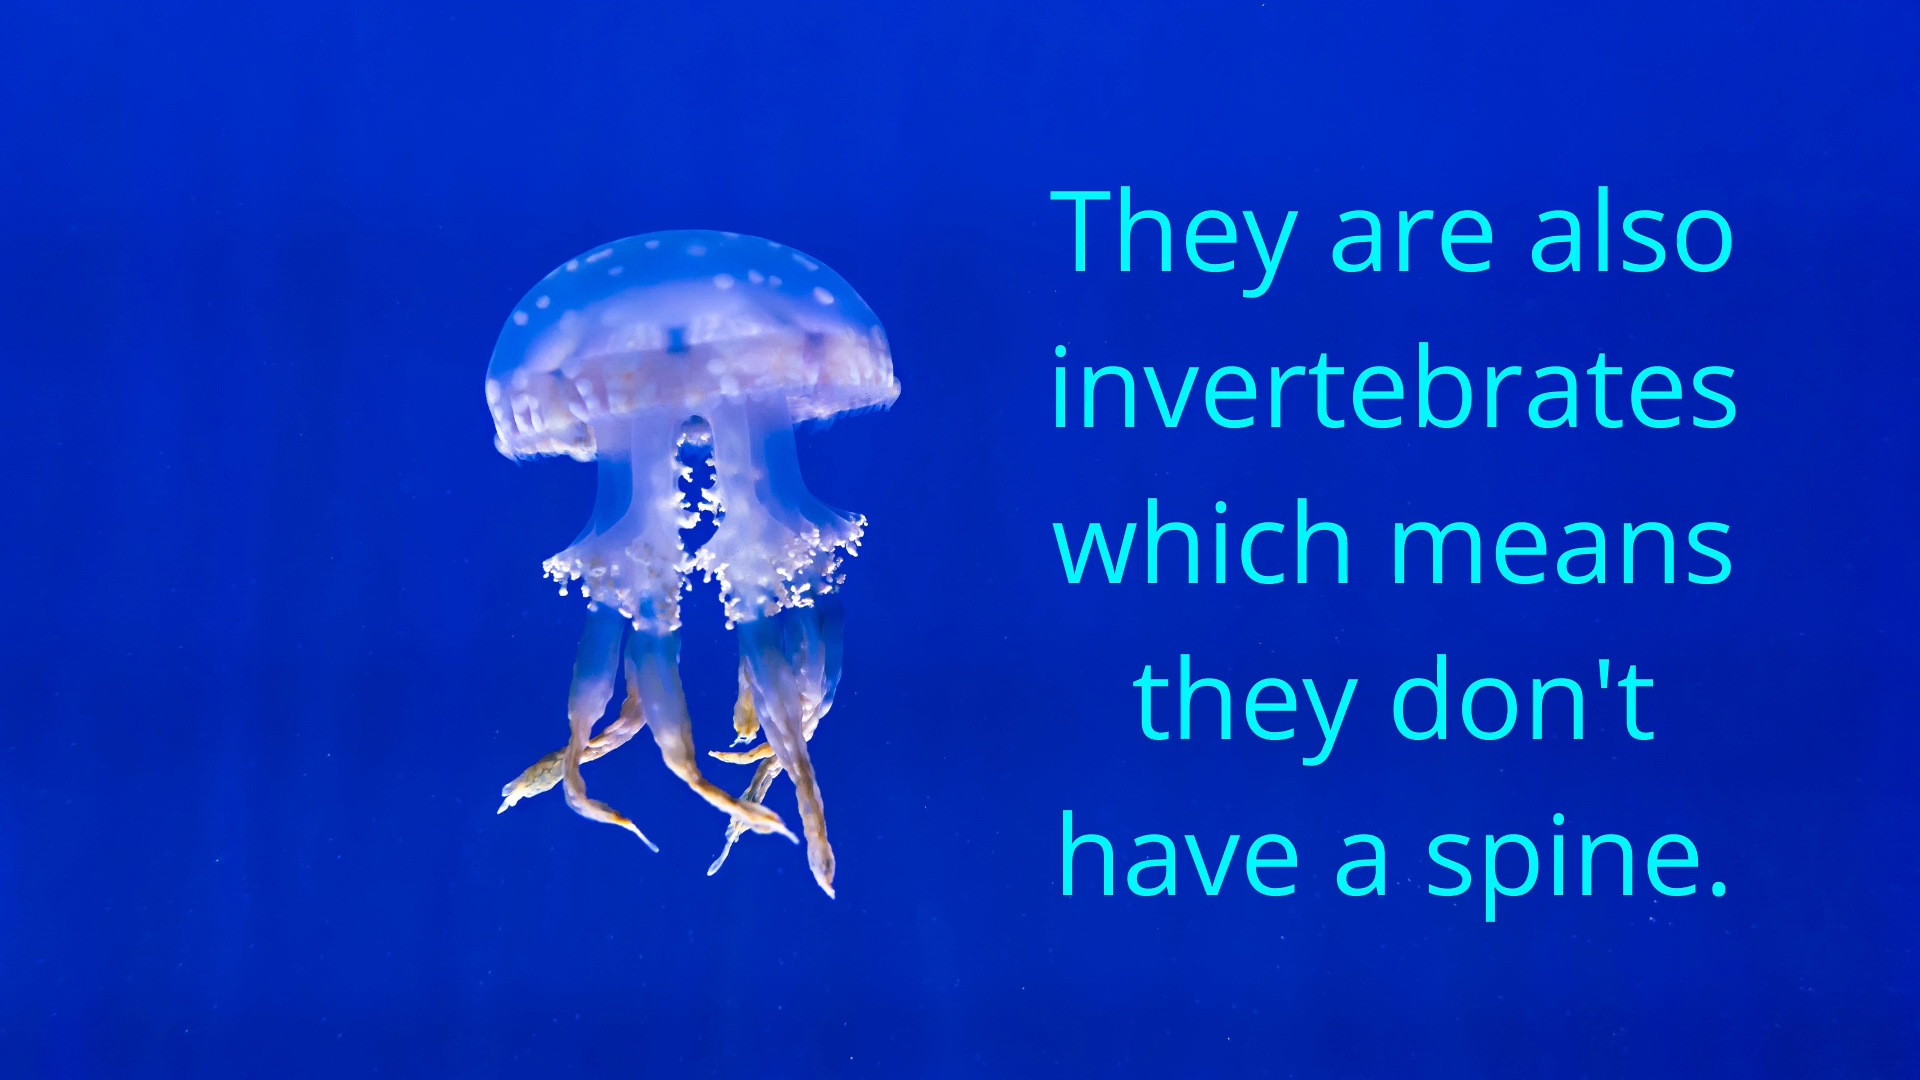 They are also
invertebrates
which means
they don't
have a spine.